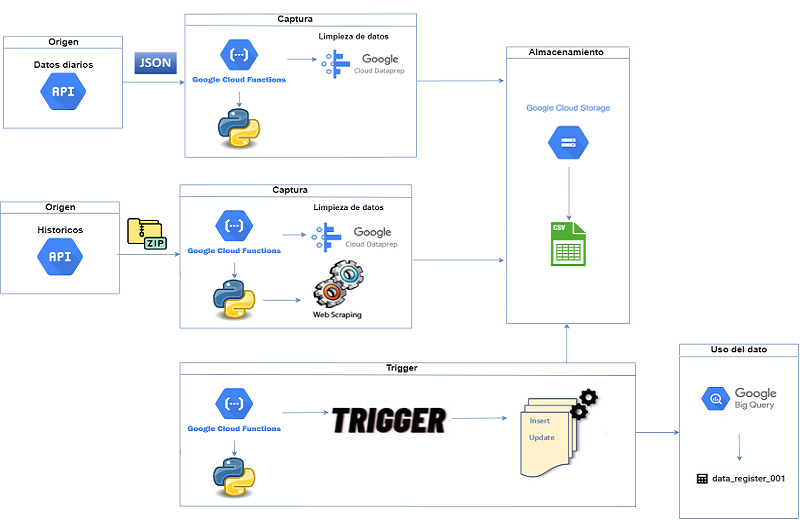 Captura
Origen
Datos diarios
API
JSON
Google Cloud Functions
Limpieza de datos
Google
Cloud Dataprep
Almacenamiento
Google Cloud Storage
CSV
Origen
Historicos
API
ZIP
Captura
Google Cloud Functions
Limpieza de datos
Google
Cloud Dataprep
Web Scraping
Trigger
Google Cloud Functions
TRIGGER
Insert
Update
Uso del dato
Google
Big Query
data_register_001